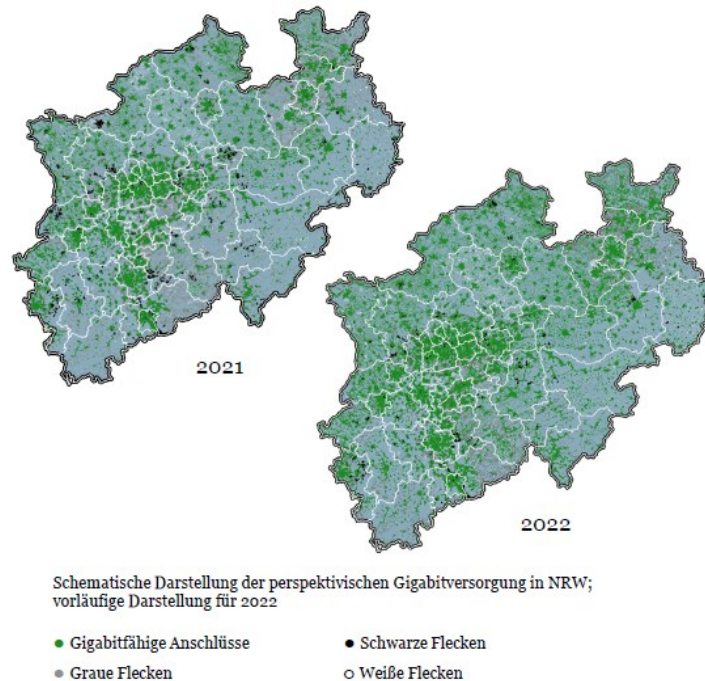 2021
2022
Schematische Darstellung der perspektivischen Gigabitversorgung in NRW;
vorläufige Darstellung für 2022
Gigabitfähige Anschlüsse
Schwarze Flecken
Graue Flecken
Weiße Flecken